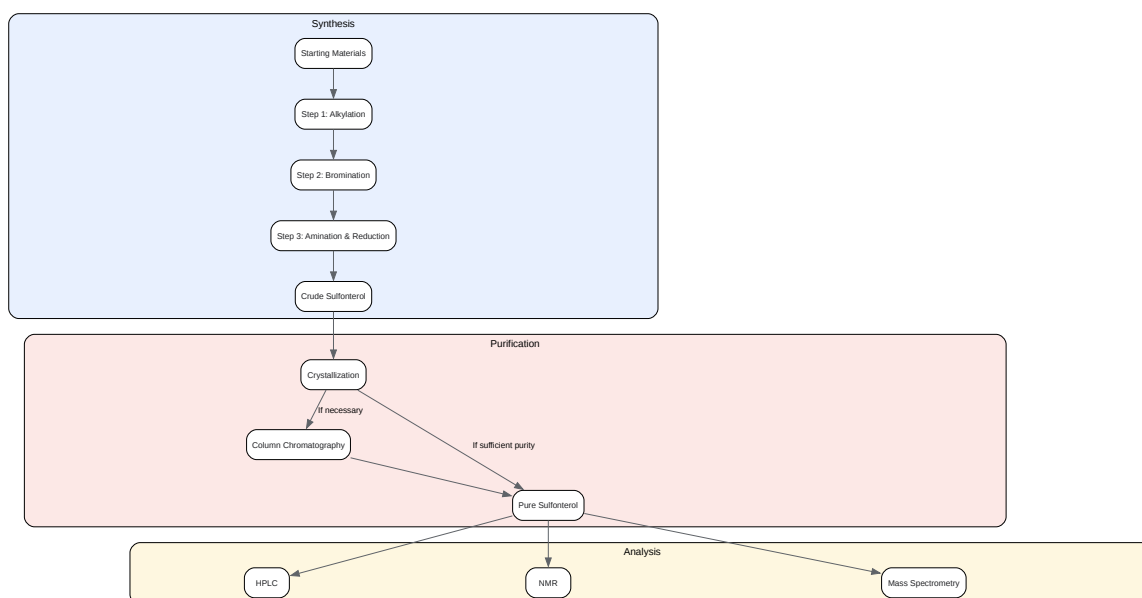 Synthesis
Starting Materials
Step 1: Alkylation
Step 2: Bromination
Step 3: Amination & Reduction
Crude Sulfonterol
Purification
Crystallization
If necessary
Column Chromatography
If sufficient purity
Pure Sulfonterol
Analysis
HPLC
NMR
Mass Spectrometry